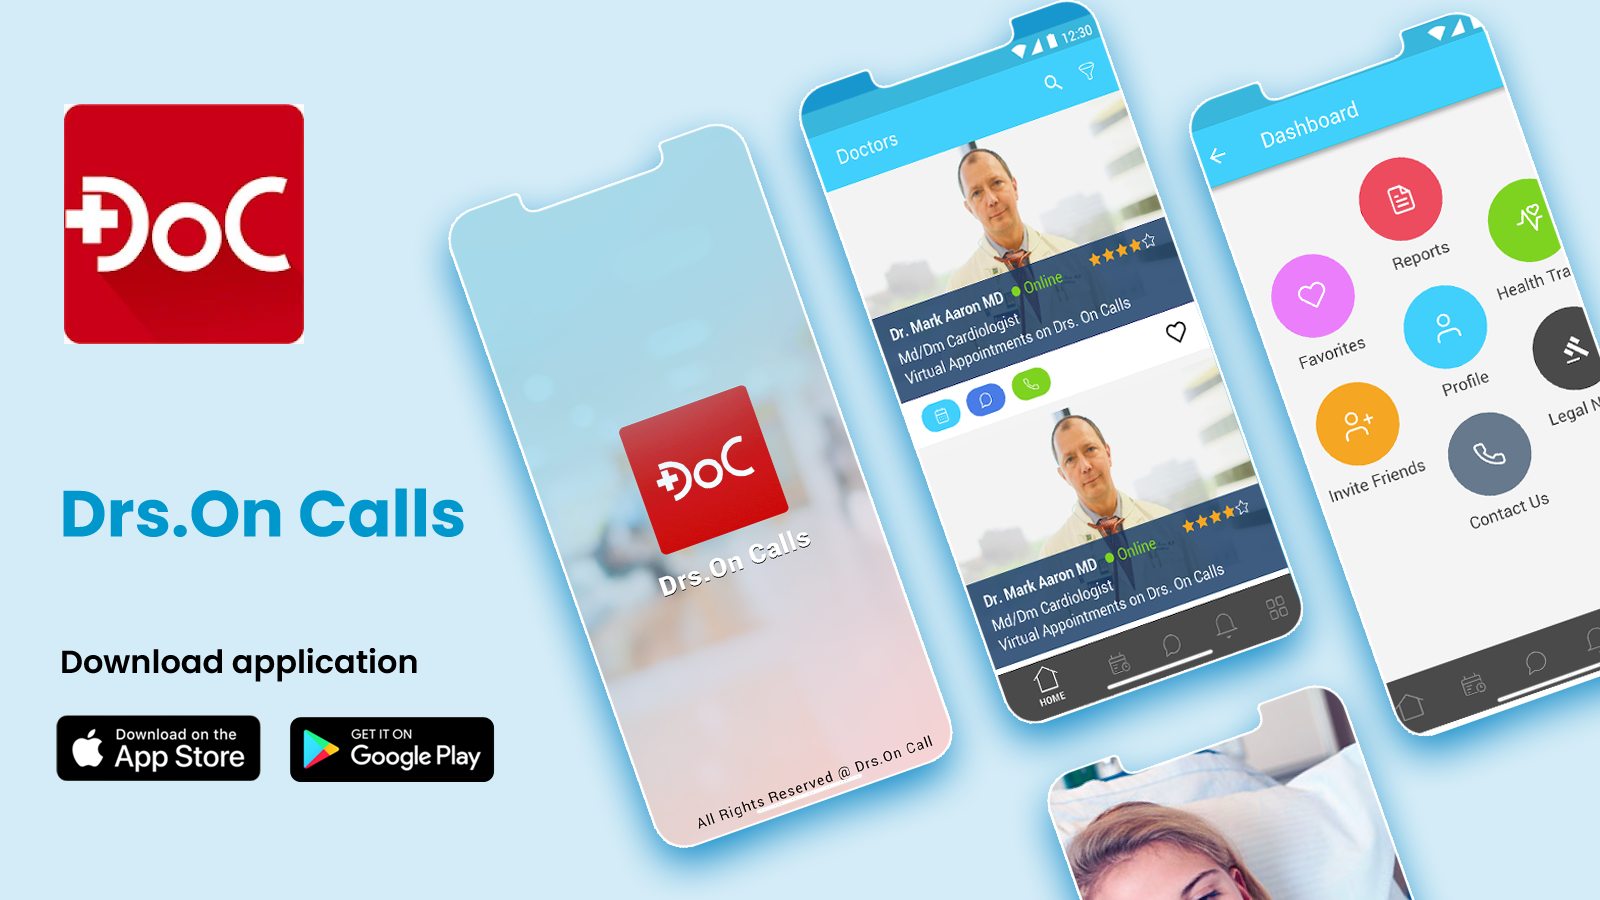 DoC
Drs.On Calls
Download application
Download on the
App Store
GET IT ON
Google Play
DoC
Drs.On Calls
All Rights Reserved @ Drs.On Call
12:30
Doctors
Dr. Mark Aaron MD Online
Md/Dm Cardiologist
Virtual Appointments on Drs. On Calls
Dr. Mark Aaron MD Online
Md/Dm Cardiologist
Virtual Appointments on Drs. On Calls
HOME
Dashboard
Reports
Health Tra
Favorites
Profile
Legal N
Invite Friends
Contact Us